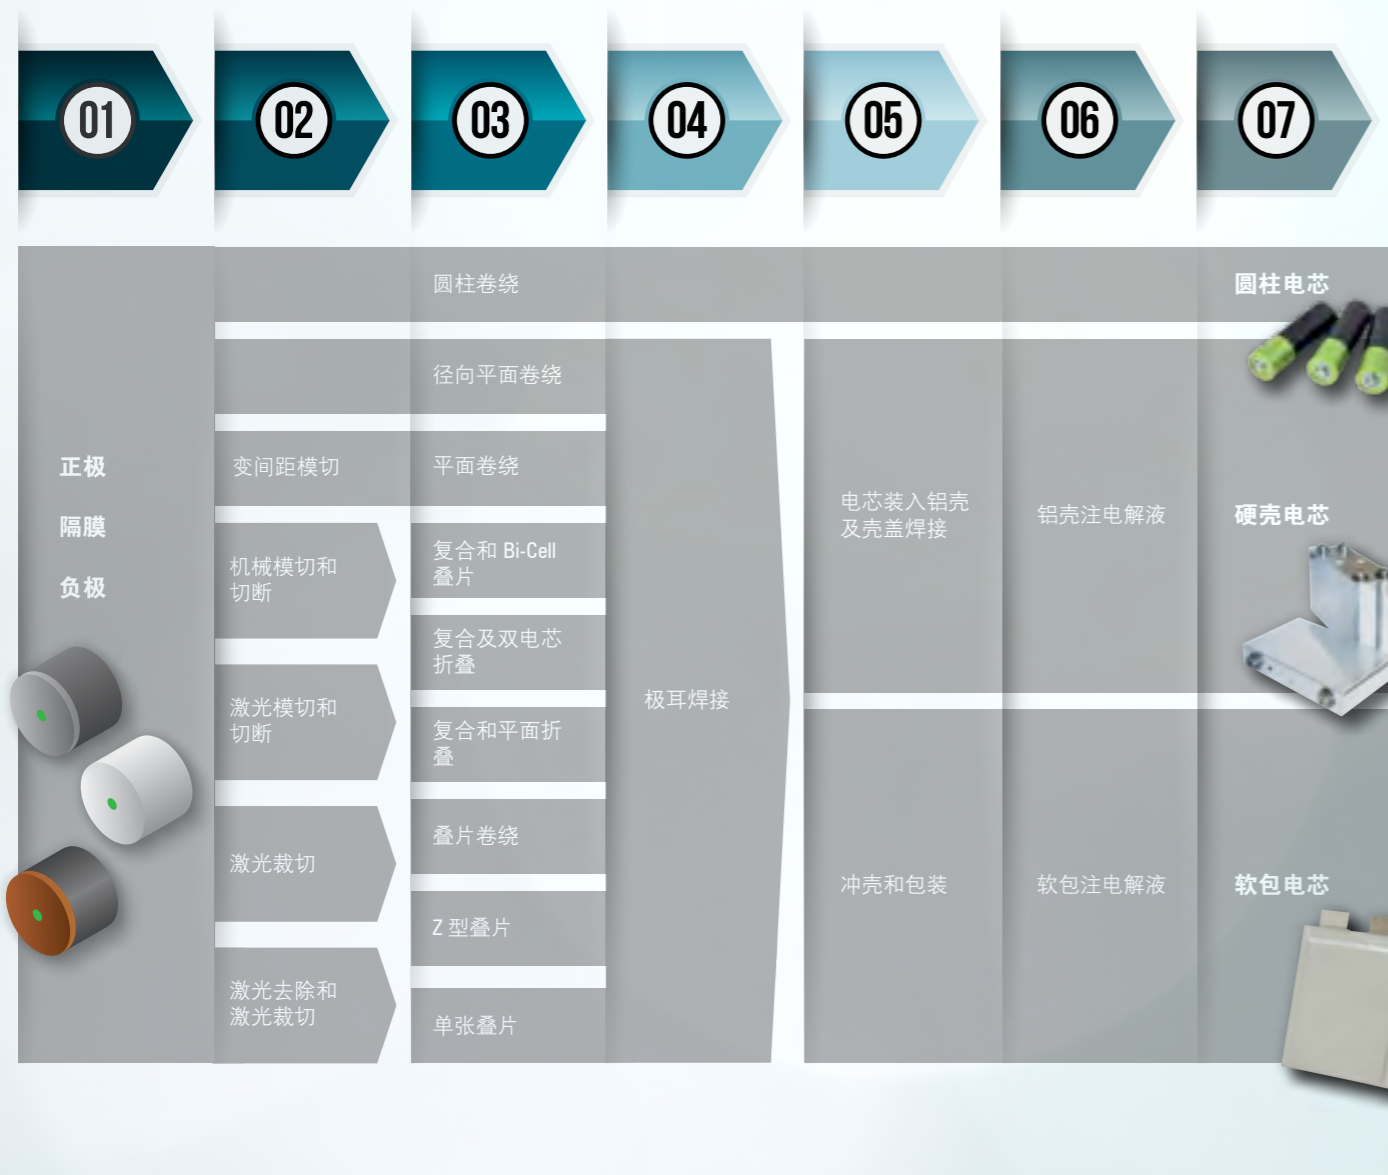 01
02
03
04
05
06
07
正极
隔膜
负极
变间距模切
机械模切和
切断
激光模切和
切断
激光裁切
激光去除和
激光裁切
圆柱卷绕
径向平面卷绕
平面卷绕
复合和 Bi-Cell
叠片
复合及双电芯
折叠
复合和平面折
叠
叠片卷绕
Z 型叠片
单张叠片
极耳焊接
电芯装入铝壳
及壳盖焊接
冲壳和包装
铝壳注电解液
软包注电解液
圆柱电芯
硬壳电芯
软包电芯